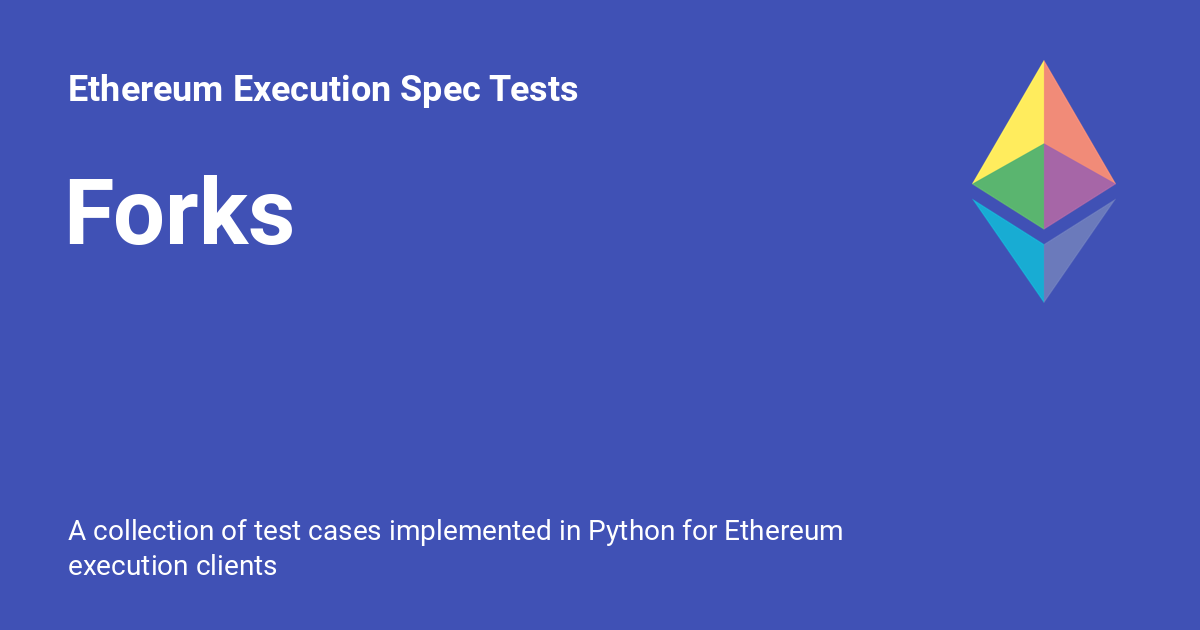 Ethereum Execution Spec Tests
Forks
A collection of test cases implemented in Python for Ethereum
execution clients